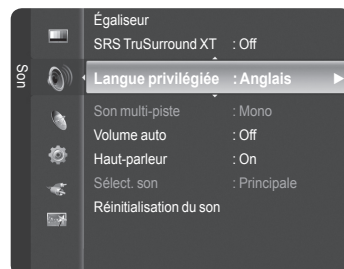 Son
Égaliseur
SRS TruSurround XT : Off
Langue privilégiée : Anglais
Son multi-piste : Mono
Volume auto : Off
Haut-parleur : On
Sélect. son : Principale
Réinitialisation du son